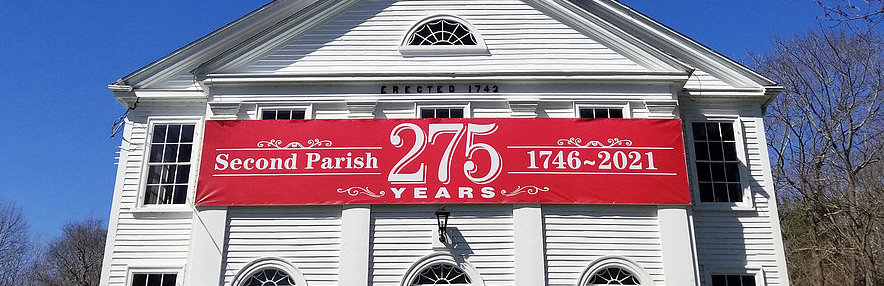 ERECTED 1742
Second Parish 275 1746~2021
YEARS